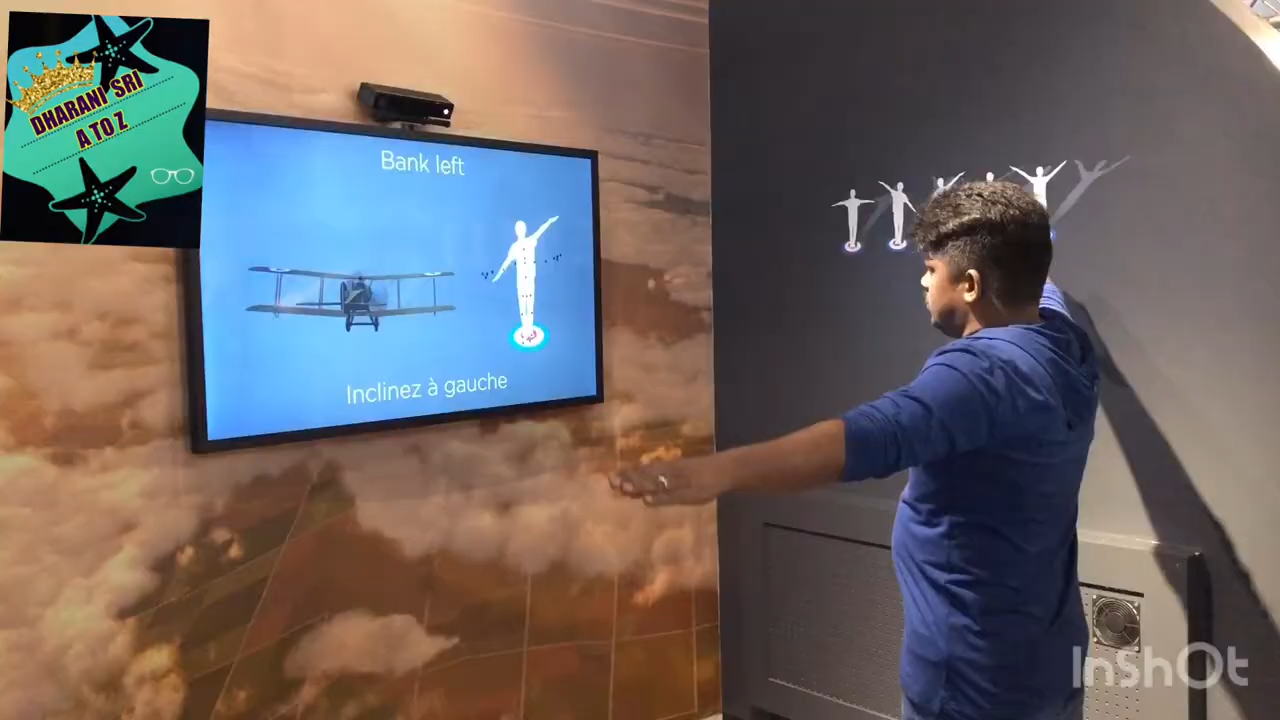 DHARANI SRI
A TO Z
Bank left
Inclinez à gauche
InShOt